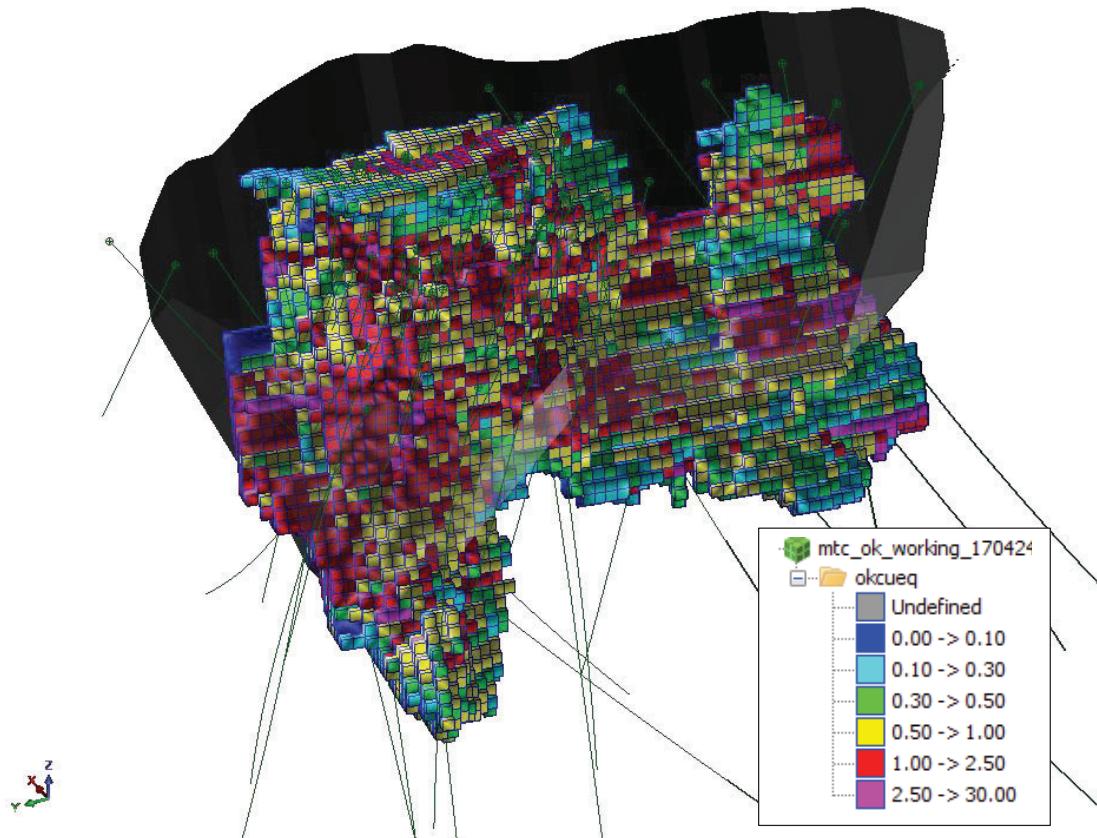 mtc_ok_working_170424
okcueq
Undefined
0.00 -> 0.10
0.10 -> 0.30
0.30 -> 0.50
0.50 -> 1.00
1.00 -> 2.50
2.50 -> 30.00
X
Y
Z